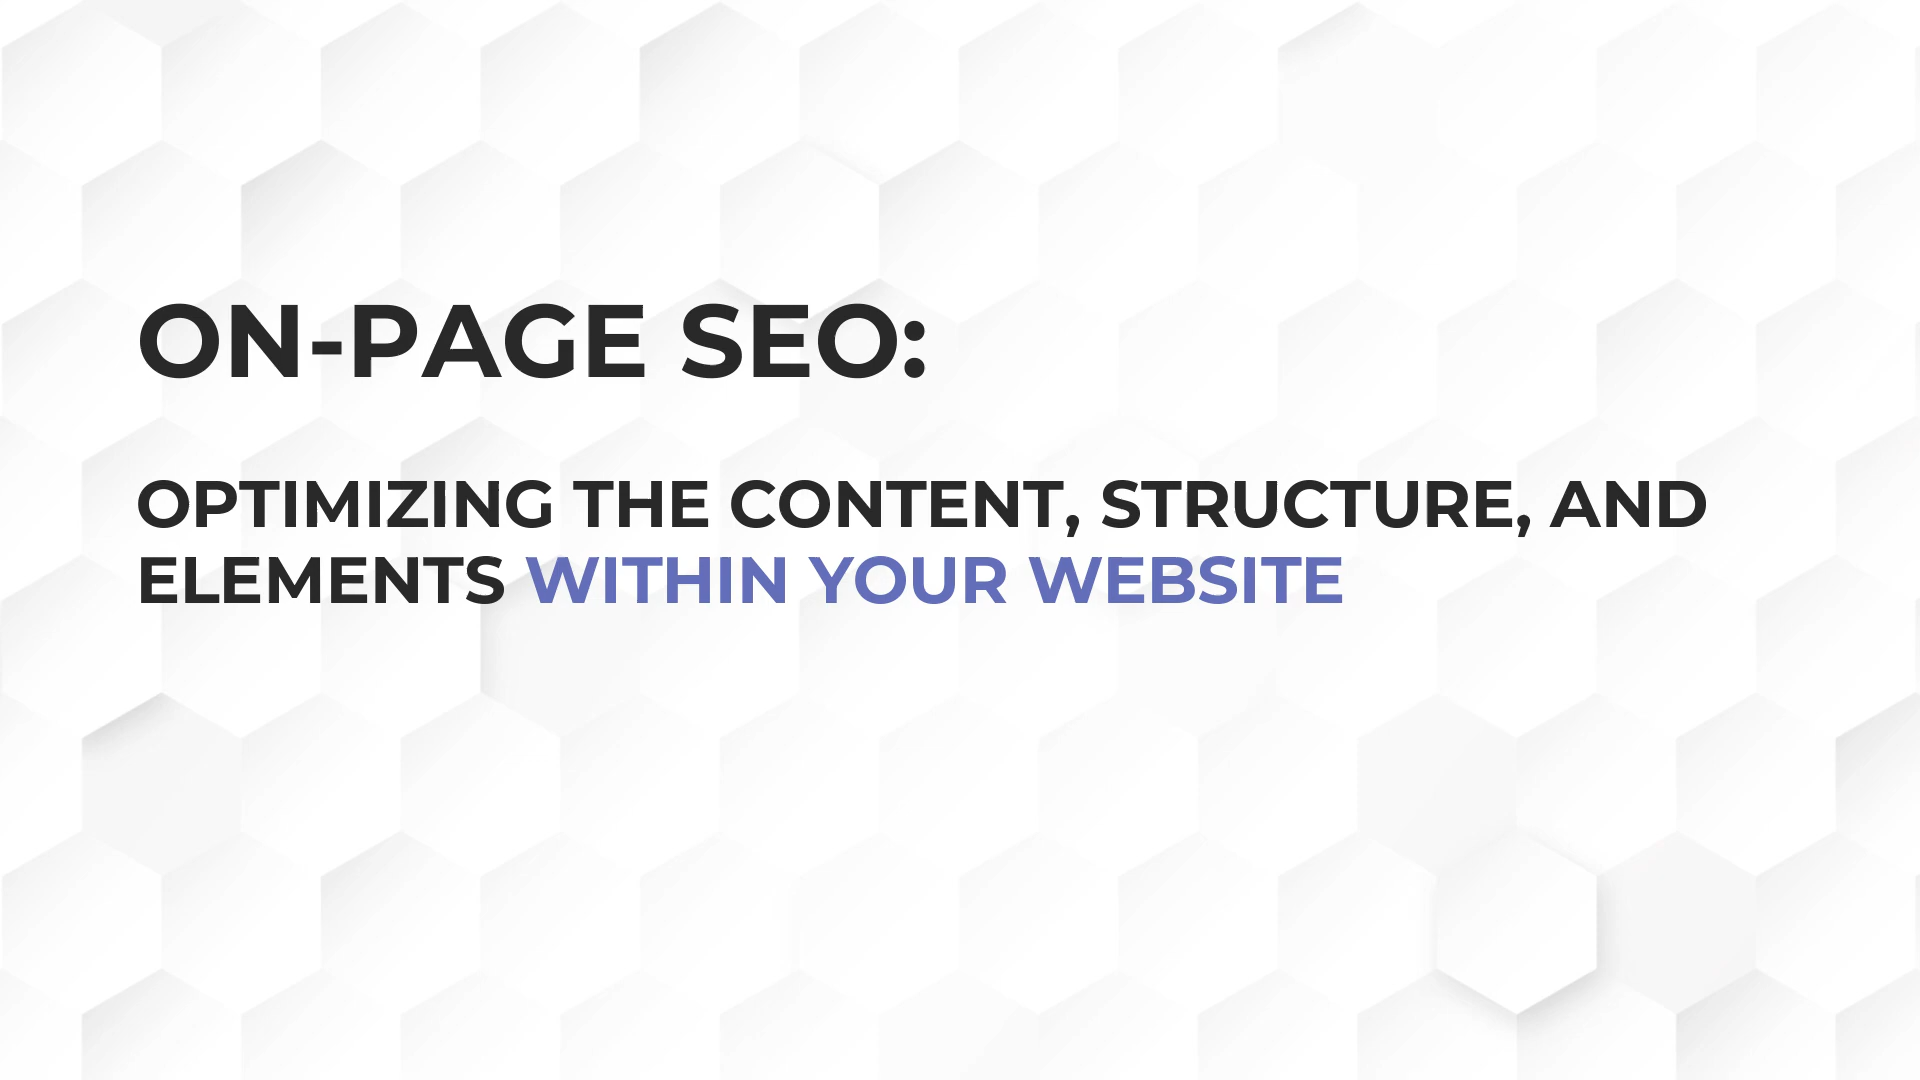 ON-PAGE SEO:
OPTIMIZING THE CONTENT, STRUCTURE, AND
ELEMENTS WITHIN YOUR WEBSITE